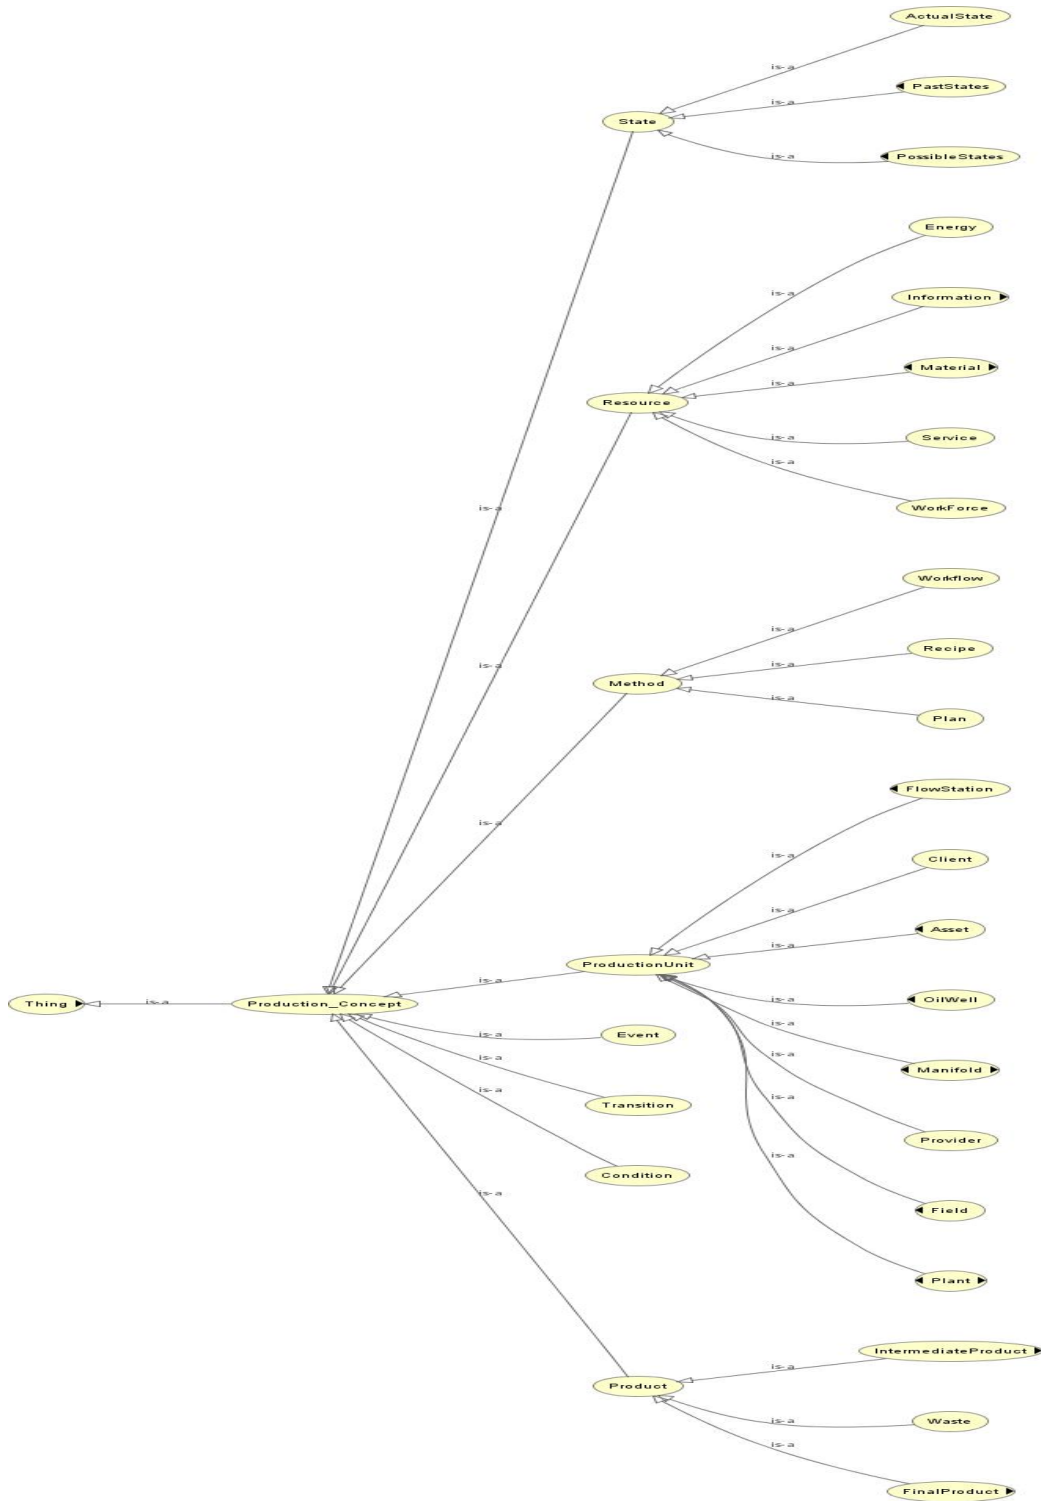 ActualState
is-a
PastStates
is-a
State
is-a
PossibleStates
Energy
is-a
Information
is-a
Material
is-a
Resource
is-a
Service
is-a
WorkForce
is-a
Workflow
is-a
Recipe
is-a
is-a
Method
is-a
Plan
FlowStation
is-a
is-a
Client
is-a
Asset
is-a
ProductionUnit
is-a
Thing
is-a
Production_Concept
is-a
OilWell
is-a
is-a
Event
is-a
is-a
Manifold
is-a
Transition
is-a
Provider
is-a
Condition
is-a
is-a
Field
Plant
IntermediateProduct
is-a
Product
is-a
Waste
is-a
FinalProduct